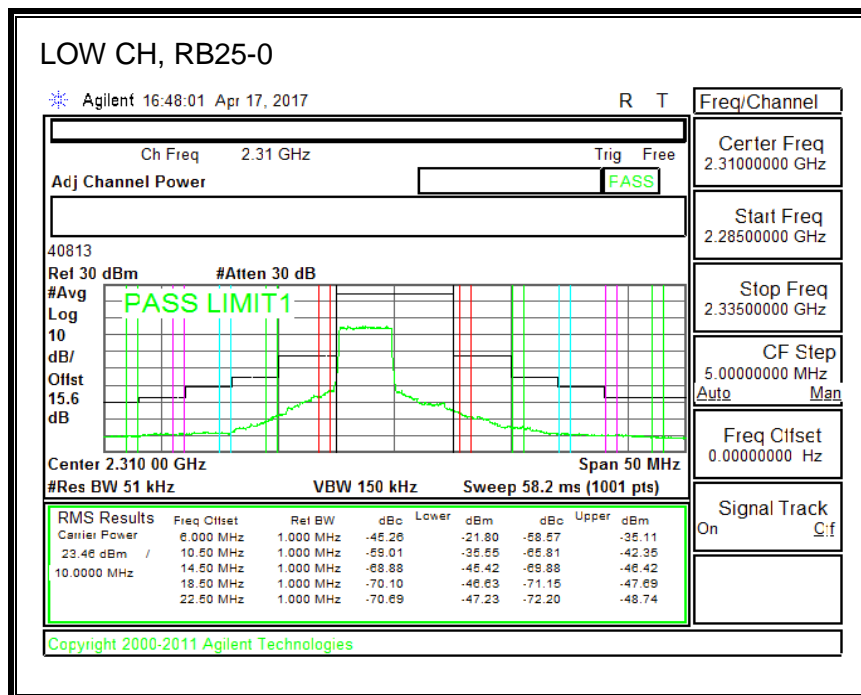 LOW CH, RB25-0
Agilent 16:48:01 Apr 17, 2017 R T
Ch Freq 2.31 GHz Trig Free
Adj Channel Power PASS
40813
Ref 30 dBm #Atten 30 dB
#Avg
Log
10
dB/
Offst
15.6
dB
PASS LIMIT1
Center 2.310 00 GHz Span 50 MHz
#Res BW 51 kHz VBW 150 kHz Sweep 58.2 ms (1001 pts)
RMS Results Freq Offset Ref BW dBc Lower dBm dBc Upper dBm
Carrier Power 6.000 MHz 1.000 MHz -45.26 -21.80 -58.57 -35.11
23.46 dBm / 10.50 MHz 1.000 MHz -59.01 -35.55 -65.81 -42.35
10.0000 MHz 14.50 MHz 1.000 MHz -68.88 -45.42 -69.88 -46.42
18.50 MHz 1.000 MHz -70.10 -46.63 -71.15 -47.69
22.50 MHz 1.000 MHz -70.69 -47.23 -72.20 -48.74
Copyright 2000-2011 Agilent Technologies
Freq/Channel
Center Freq
2.31000000 GHz
Start Freq
2.28500000 GHz
Stop Freq
2.33500000 GHz
CF Step
5.00000000 MHz
Auto Man
Freq Offset
0.00000000 Hz
Signal Track
On Off